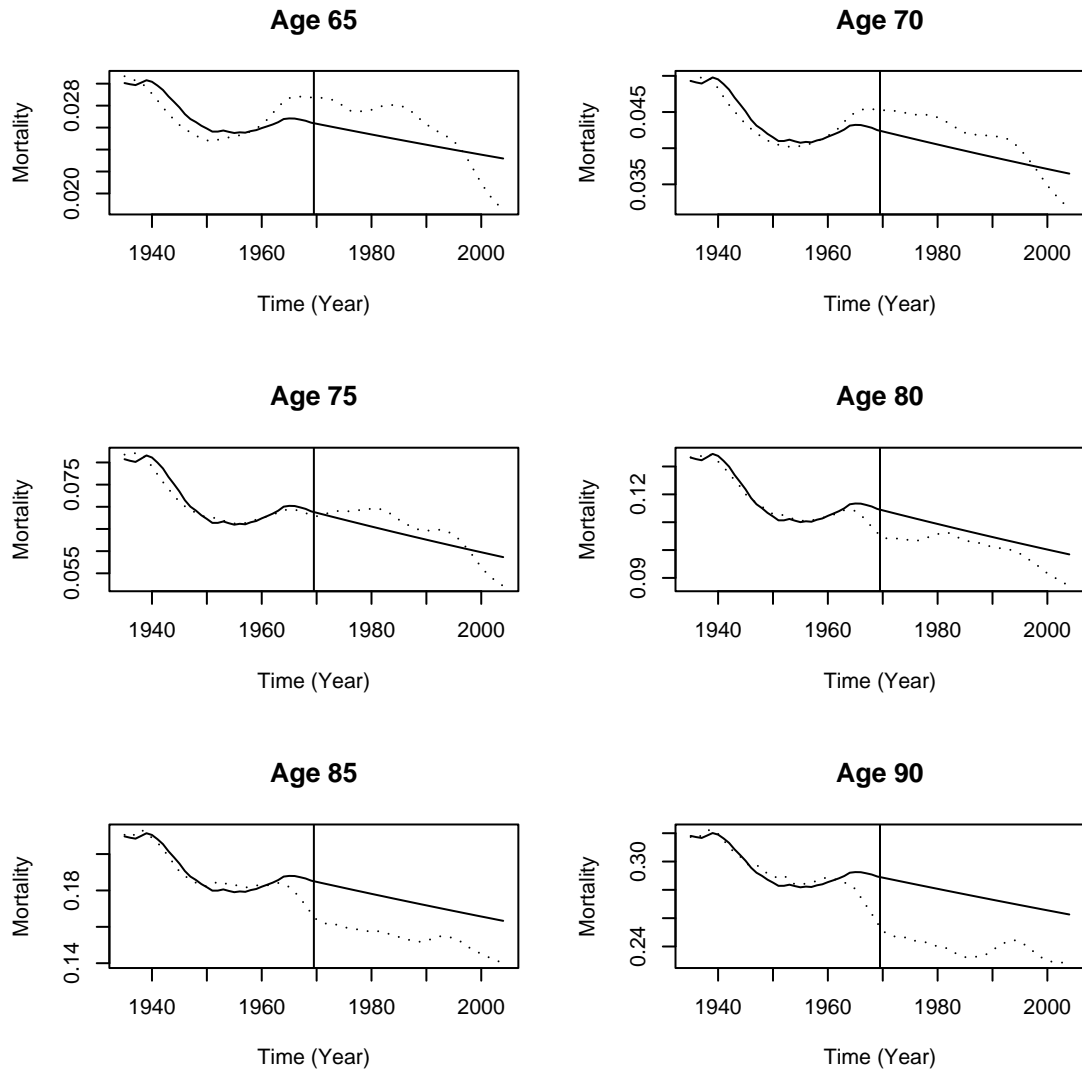 Age 65
Mortality
0.020 0.028
1940 1960 1980 2000
Time (Year)
Age 70
Mortality
0.035 0.045
1940 1960 1980 2000
Time (Year)
Age 75
Mortality
0.055 0.075
1940 1960 1980 2000
Time (Year)
Age 80
Mortality
0.09 0.12
1940 1960 1980 2000
Time (Year)
Age 85
Mortality
0.14 0.18
1940 1960 1980 2000
Time (Year)
Age 90
Mortality
0.24 0.30
1940 1960 1980 2000
Time (Year)